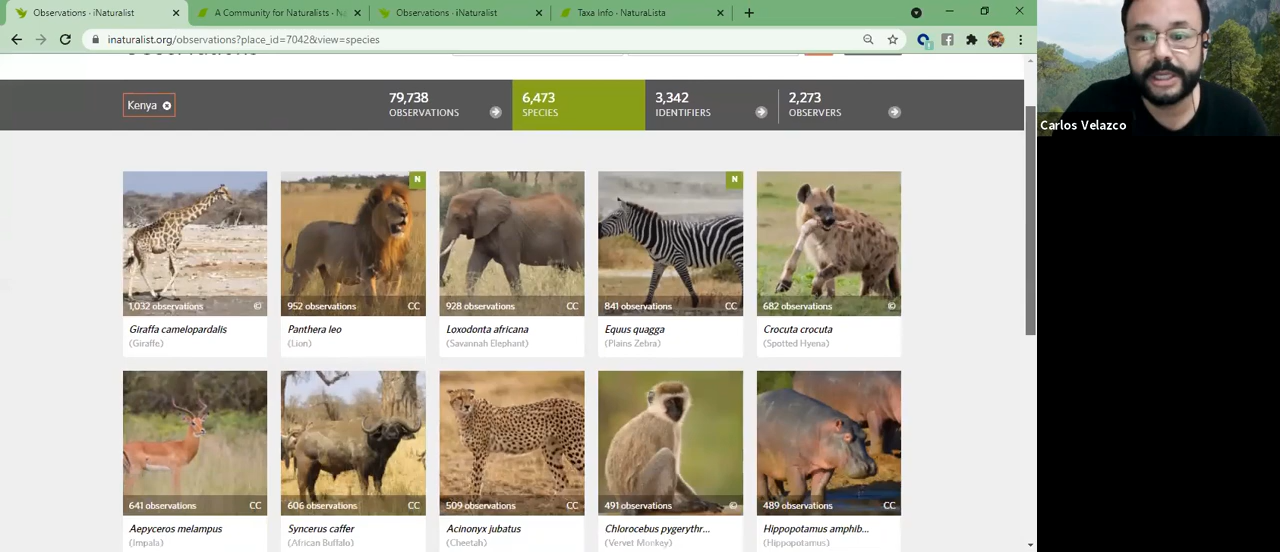 Observations · iNaturalist
A Community for Naturalists · Na
Observations · iNaturalist
Taxa Info - NaturaLista
inaturalist.org/observations?place_id=7042&view=species
Kenya
79,738
OBSERVATIONS
6,473
SPECIES
3,342
IDENTIFIERS
2,273
OBSERVERS
Carlos Velazco
N
N
1,032 observations ©
952 observations CC
928 observations CC
841 observations CC
682 observations ©
Giraffa camelopardalis
(Giraffe)
Panthera leo
(Lion)
Loxodonta africana
(Savannah Elephant)
Equus quagga
(Plains Zebra)
Crocuta crocuta
(Spotted Hyena)
641 observations CC
606 observations CC
509 observations CC
491 observations ©
489 observations CC
Aepyceros melampus
(Impala)
Syncerus caffer
(African Buffalo)
Acinonyx jubatus
(Cheetah)
Chlorocebus pygerythr...
(Vervet Monkey)
Hippopotamus amphib...
(Hippopotamus)